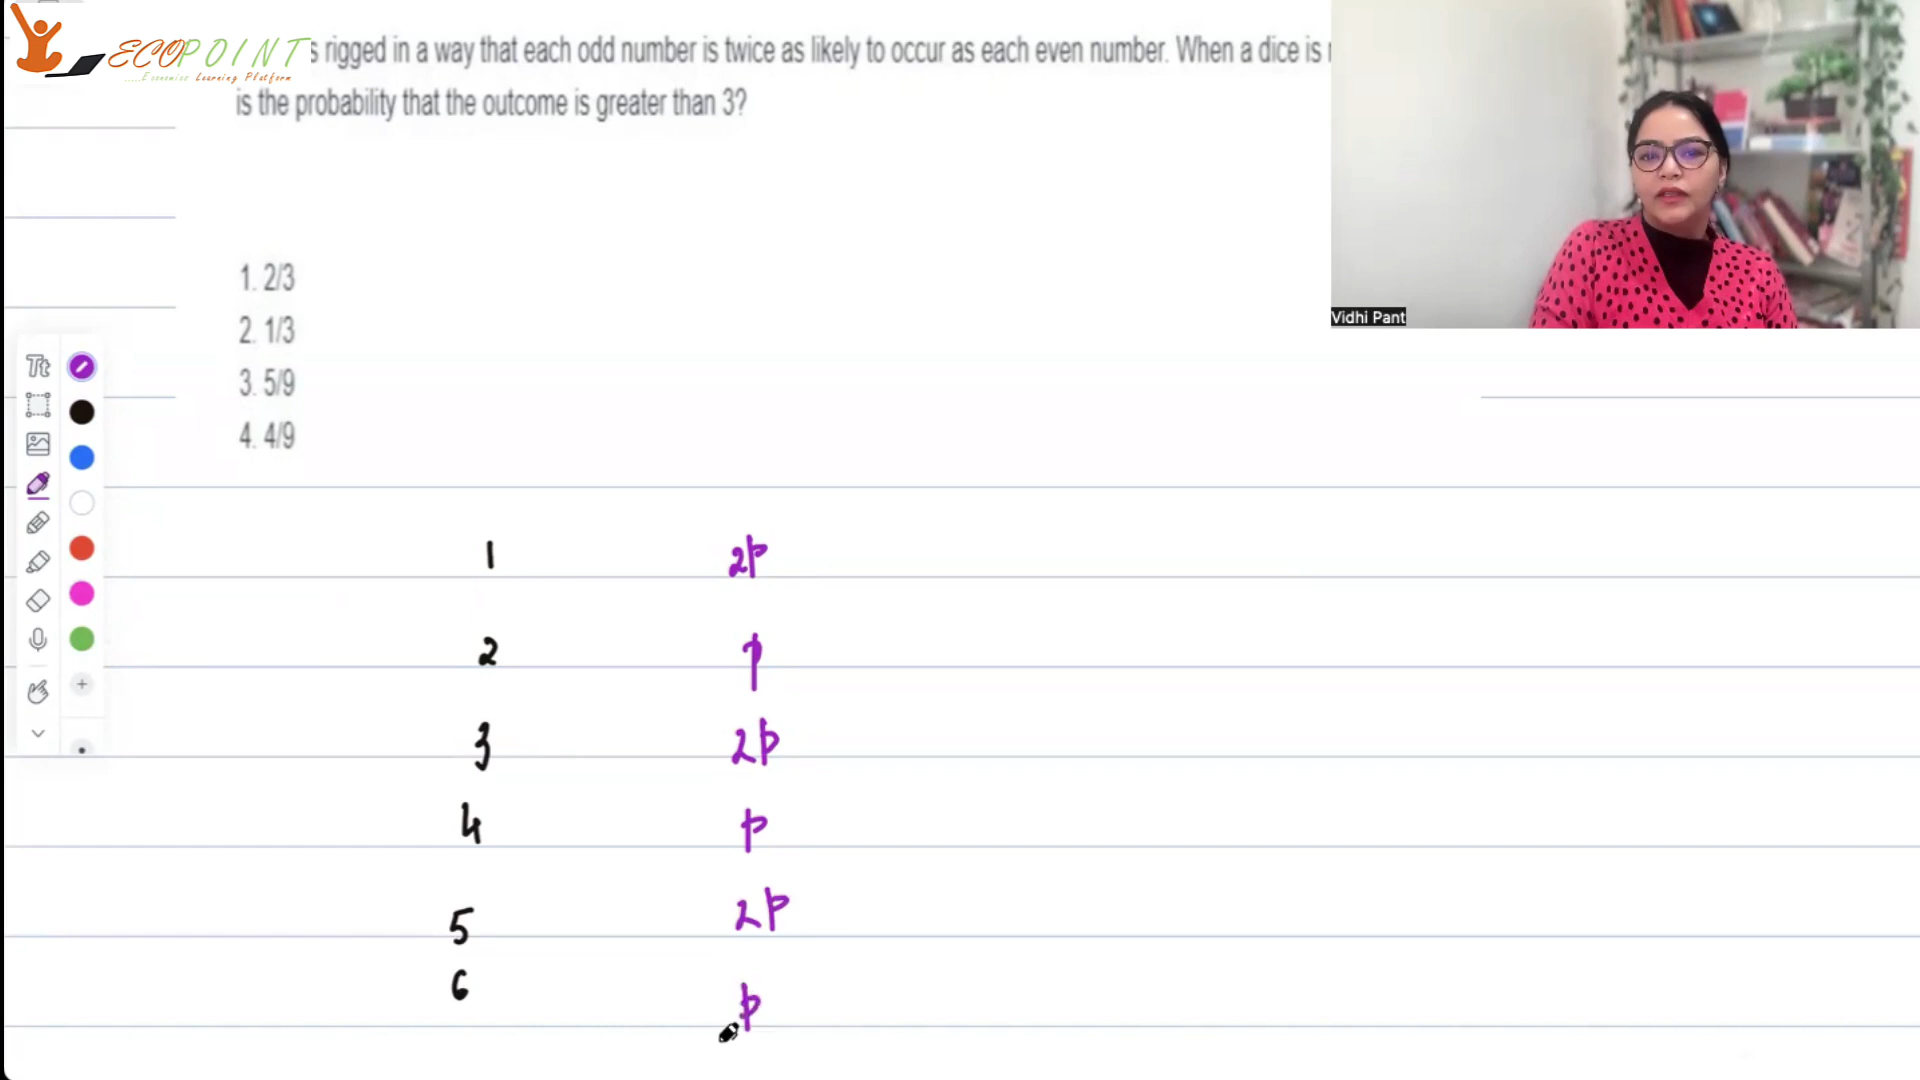 ECOPOINT
.....Economics Learning Platform
s rigged in a way that each odd number is twice as likely to occur as each even number. When a dice is
is the probability that the outcome is greater than 3?
Vidhi Pant
1. 2/3
2. 1/3
3. 5/9
4. 4/9
Tt
1 2p
2 p
3 2p
4 p
5 2p
6 p